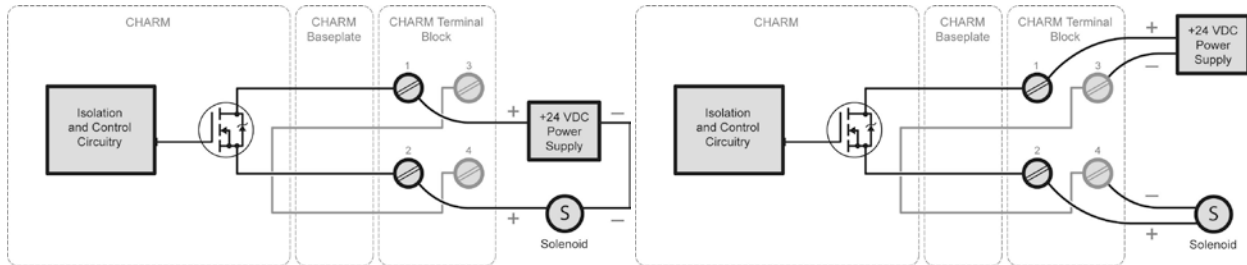 CHARM
CHARM
Baseplate
CHARM Terminal
Block
1
3
Isolation
and Control
Circuitry
+
+24 VDC
Power
Supply
−
2
4
+
S
−
Solenoid
CHARM
CHARM
Baseplate
CHARM Terminal
Block
+
+24 VDC
Power
Supply
−
1
3
Isolation
and Control
Circuitry
2
4
−
S
+
Solenoid